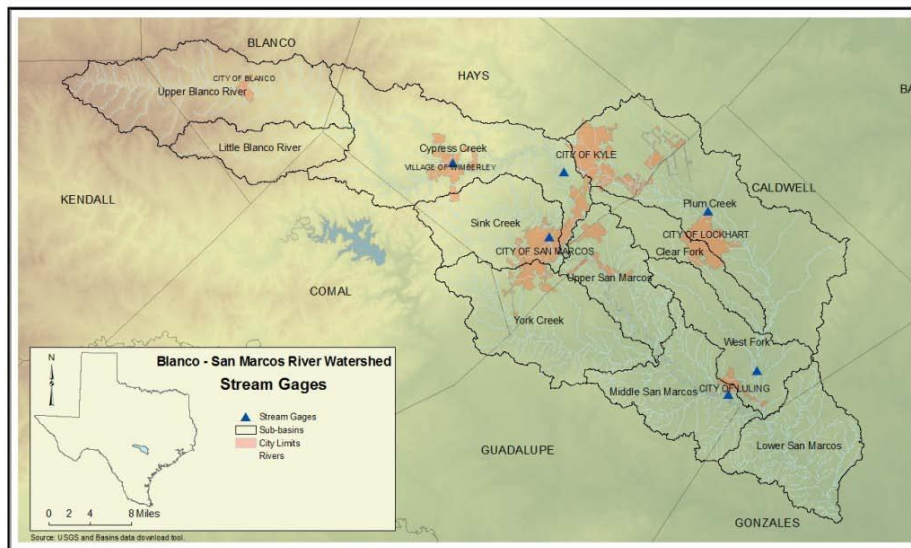 BLANCO
HAYS
CITY OF BLANCO
Upper Blanco River
Little Blanco River
Cypress Creek
VILLAGE OF WIMBERLEY
CITY OF KYLE
BA
KENDALL
CALDWELL
Plum Creek
Sink Creek
CITY OF SAN MARCOS
CITY OF LOCKHART
Clear Fork
Upper San Marcos
COMAL
York Creek
West Fork
Middle San Marcos
CITY OF LULING
Lower San Marcos
GUADALUPE
GONZALES
Blanco - San Marcos River Watershed
Stream Gages
N
S
Stream Gages
Sub-basins
City Limits
Rivers
0 2 4 8 Miles
Source: USGS and Basins data download tool.